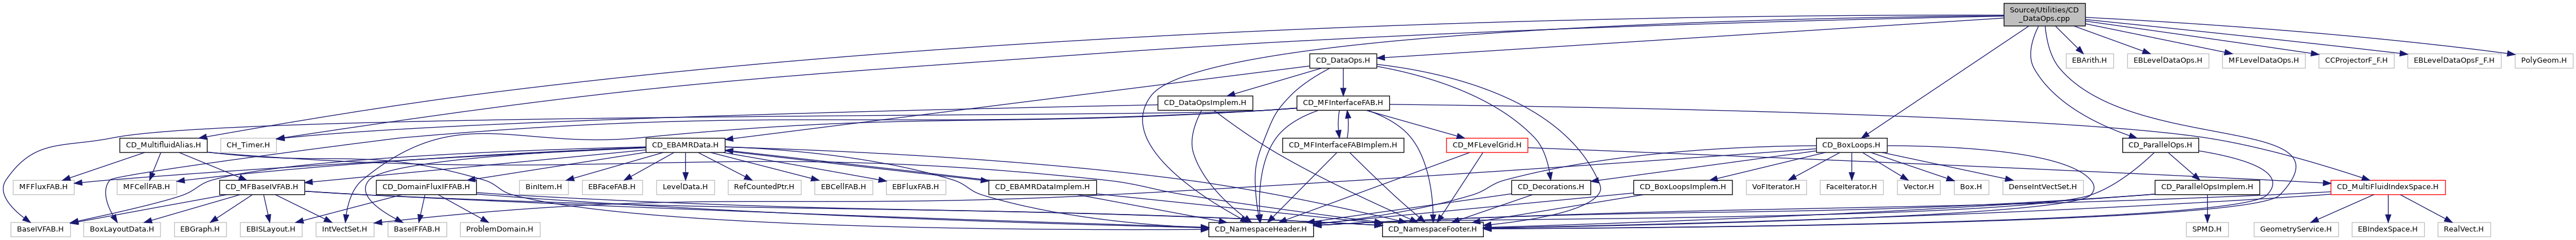 Source/Utilities/CD
_DataOps.cpp
CD_DataOps.H
EBArith.H
EBLevelDataOps.H
MFLevelDataOps.H
CCProjectorF_F.H
EBLevelDataOpsF_F.H
PolyGeom.H
CD_DataOpsImplem.H
CD_MFInterfaceFAB.H
CD_MultifluidAlias.H
CH_Timer.H
CD_EBAMRData.H
CD_MFInterfaceFABImplem.H
CD_MFLevelGrid.H
CD_BoxLoops.H
CD_ParallelOps.H
MFFluxFAB.H
MFCellFAB.H
CD_MFBaseIVFAB.H
CD_DomainFluxIFFAB.H
BinItem.H
EBFaceFAB.H
LevelData.H
RefCountedPtr.H
EBCellFAB.H
EBFluxFAB.H
CD_EBAMRDataImplem.H
CD_Decorations.H
CD_BoxLoopsImplem.H
VoFIterator.H
FaceIterator.H
Vector.H
Box.H
DenseIntVectSet.H
CD_ParallelOpsImplem.H
CD_MultiFluidIndexSpace.H
BaseIVFAB.H
BoxLayoutData.H
EBGraph.H
EBISLayout.H
IntVectSet.H
BaseIFFAB.H
ProblemDomain.H
CD_NamespaceHeader.H
CD_NamespaceFooter.H
SPMD.H
GeometryService.H
EBIndexSpace.H
RealVect.H